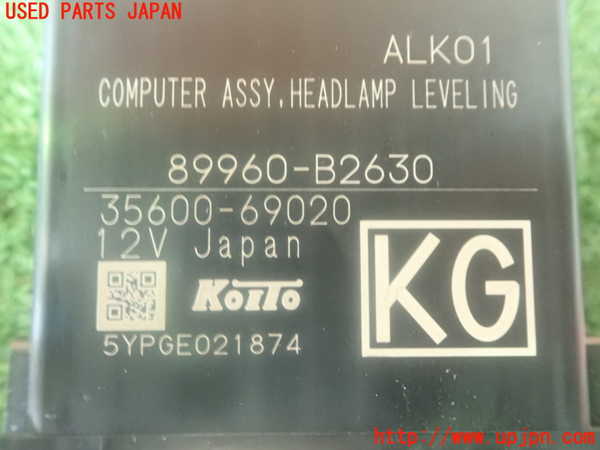 USED PARTS JAPAN
ALK01
COMPUTER ASSY,HEADLAMP LEVELING
89960-B2630
35600-69020
12V Japan
KOITO
KG
5YPGE021874
http://www.upjpn.com